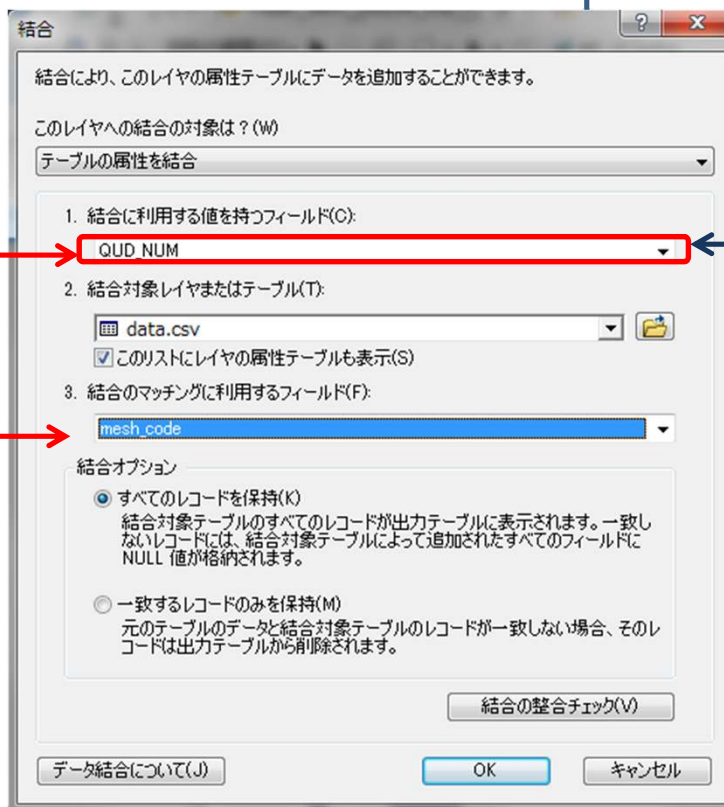 結合
結合により、このレイヤの属性テーブルにデータを追加することができます。
このレイヤへの結合の対象は？(W)
テーブルの属性を結合
1. 結合に利用する値を持つフィールド(C):
QUD_NUM
2. 結合対象レイヤまたはテーブル(T):
data.csv
このリストにレイヤの属性テーブルも表示(S)
3. 結合のマッチングに利用するフィールド(F):
mesh_code
結合オプション
すべてのレコードを保持(K)
結合対象テーブルのすべてのレコードが出力テーブルに表示されます。一致し
ないレコードには、結合対象テーブルによって追加されたすべてのフィールドに
NULL 値が格納されます。
一致するレコードのみを保持(M)
元のテーブルのデータと結合対象テーブルのレコードが一致しない場合、そのレ
コードは出力テーブルから削除されます。
結合の整合チェック(V)
データ結合について(J)
OK
キャンセル